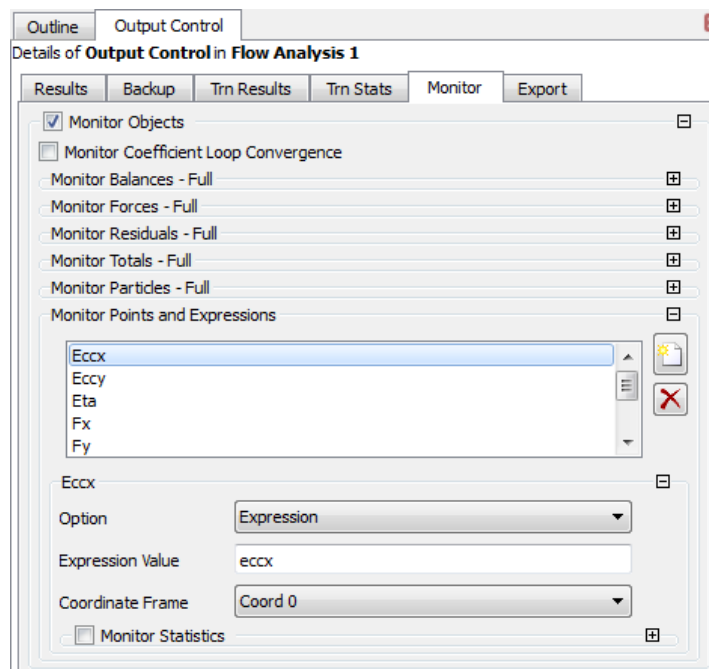 Outline Output Control
Details of Output Control in Flow Analysis 1
Results Backup Trn Results Trn Stats Monitor Export
Monitor Objects
Monitor Coefficient Loop Convergence
Monitor Balances - Full
Monitor Forces - Full
Monitor Residuals - Full
Monitor Totals - Full
Monitor Particles - Full
Monitor Points and Expressions
Eccx
Eccy
Eta
Fx
Fy
Eccx
Option Expression
Expression Value eccx
Coordinate Frame Coord 0
Monitor Statistics